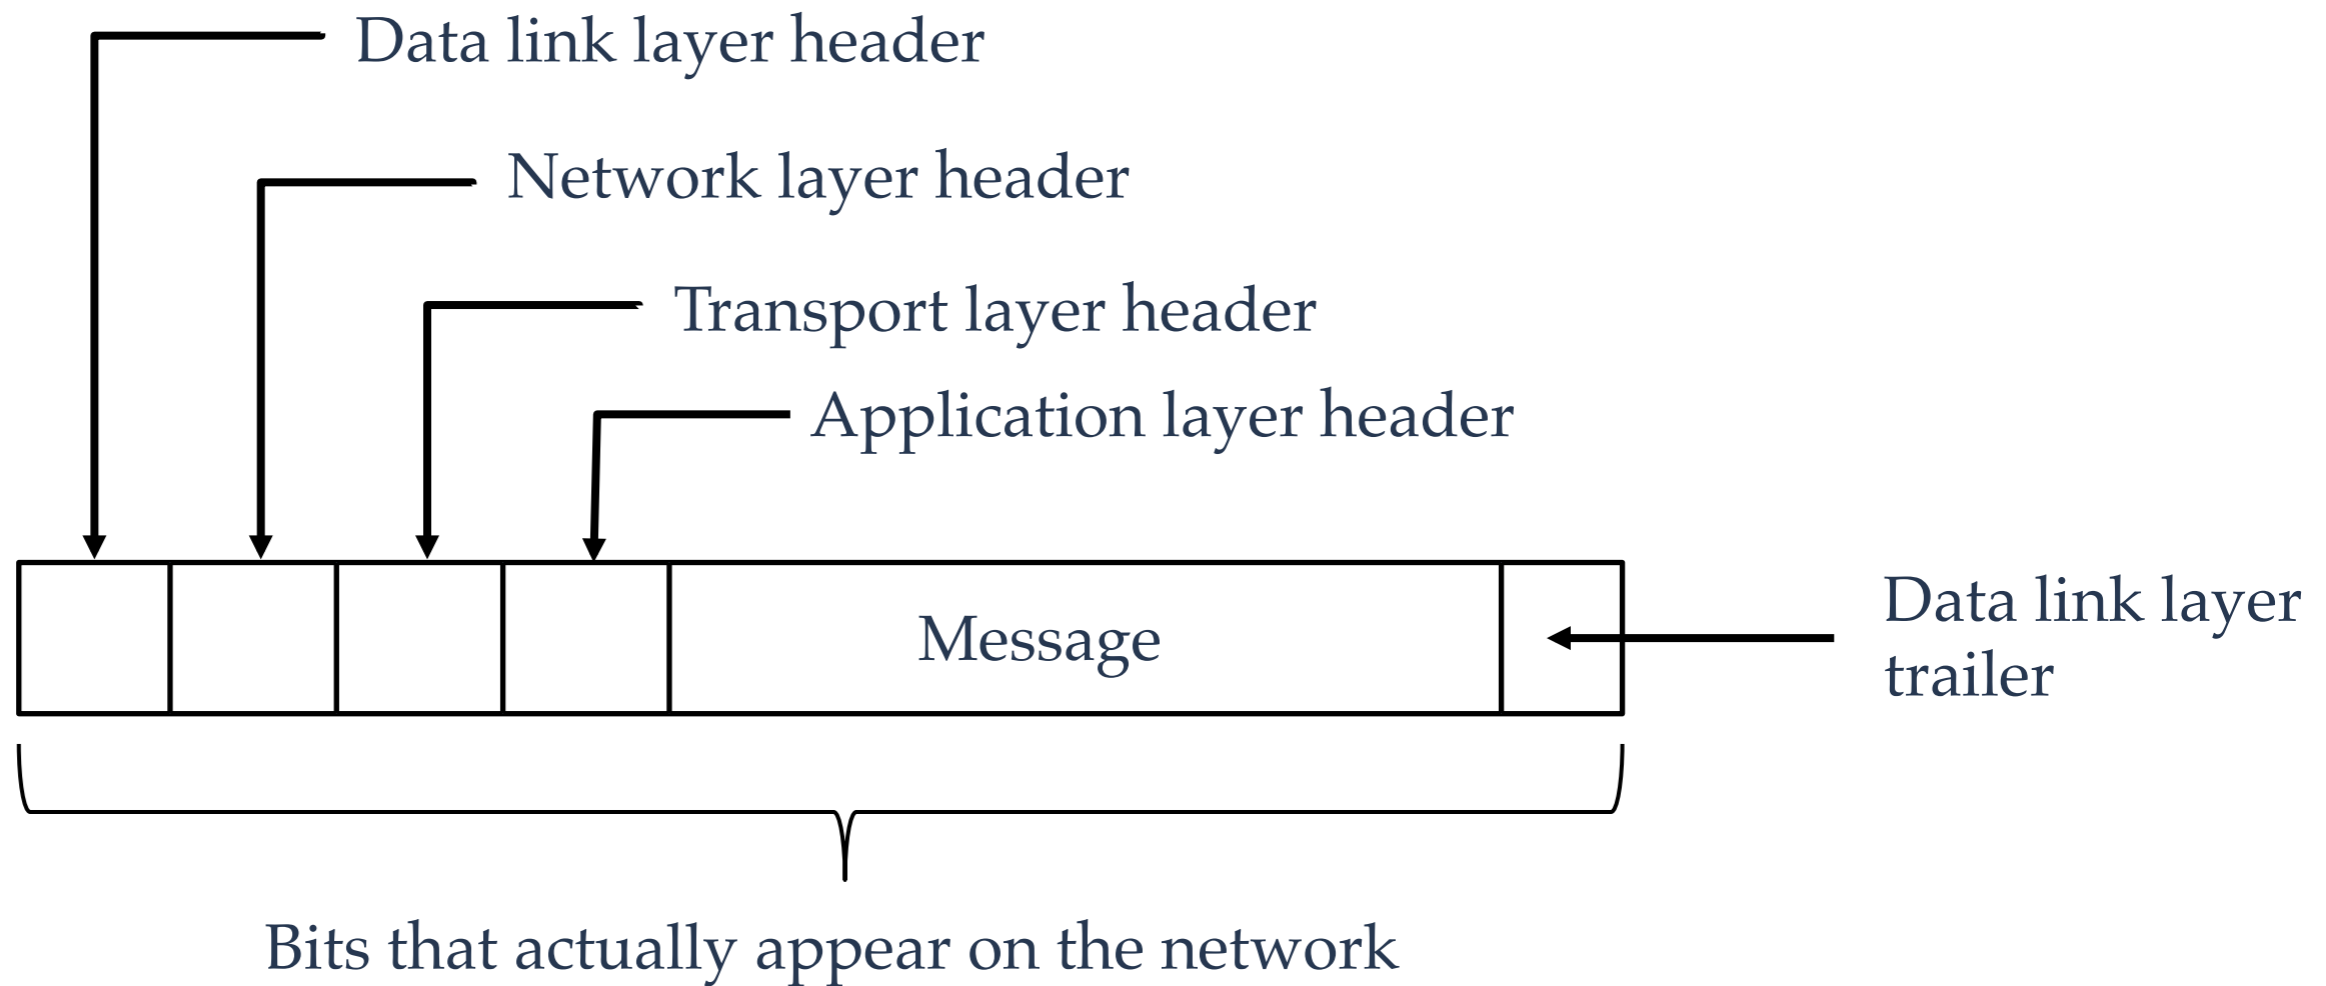 Data link layer header
Network layer header
Transport layer header
Application layer header
Message
Data link layer
trailer
Bits that actually appear on the network